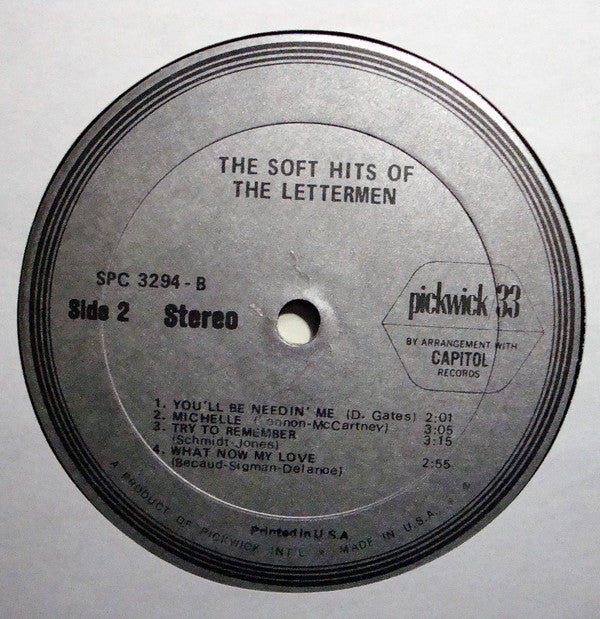 THE SOFT HITS OF
THE LETTERMEN
SPC 3294-B
Side 2 Stereo
pickwick 33
BY ARRANGEMENT WITH
CAPITOL
RECORDS
1. YOU'LL BE NEEDIN' ME (D. Gates) 2:01
2. MICHELLE (Lennon-McCartney) 3:05
3. TRY TO REMEMBER 3:15
(Schmidt-Jones)
4. WHAT NOW MY LOVE
(Becaud-Sigman-Delanoe) 2:55
Printed in U.S.A.
A PRODUCT OF PICKWICK INT'L • MADE IN U.S.A. •